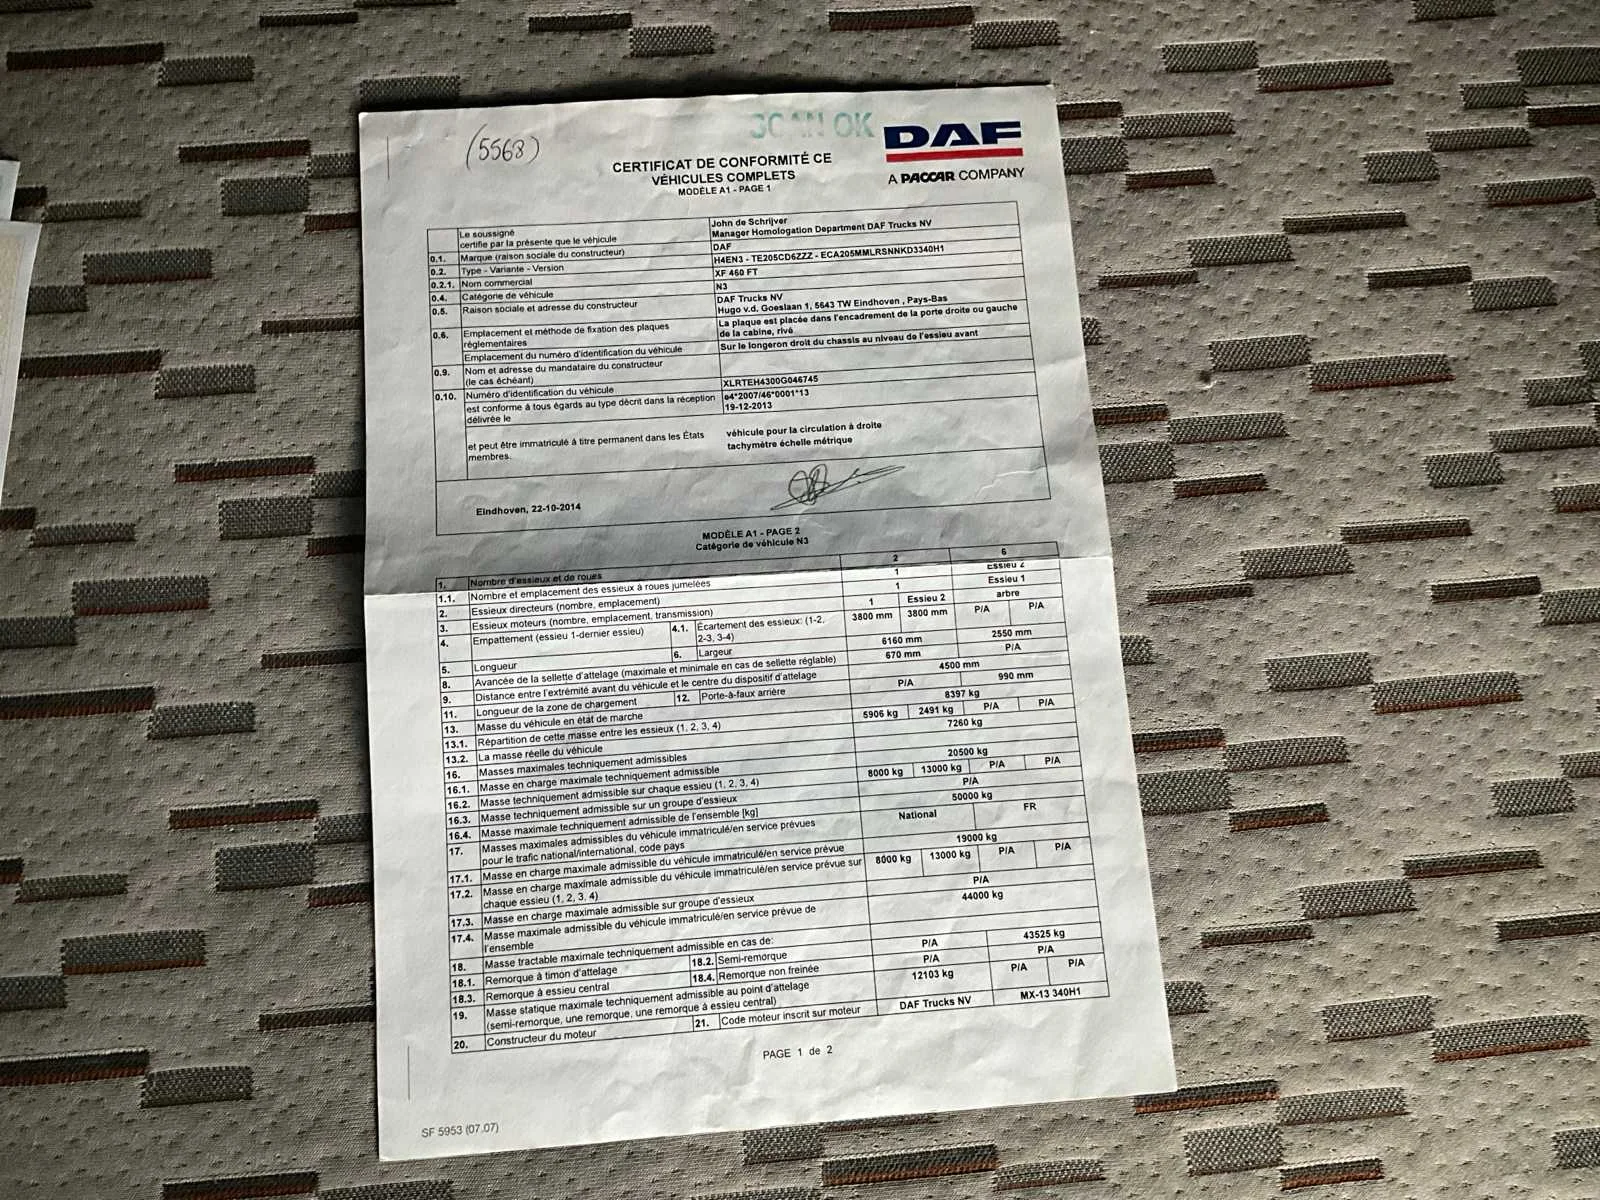 (5568)
SCAN OK
DAF
A PACCAR COMPANY
CERTIFICAT DE CONFORMITÉ CE
VÉHICULES COMPLETS
MODÈLE A1 - PAGE 1
Le soussigné John de Schrijver
certifie par la présente que le véhicule Manager Homologation Department DAF Trucks NV
0.1. Marque (raison sociale du constructeur) DAF
0.2. Type - Variante - Version H4EN3 - TE205CD6ZZZ - ECA205MMLRSNNKD3340H1
0.2.1. Nom commercial XF 460 FT
0.4. Catégorie de véhicule N3
0.5. Raison sociale et adresse du constructeur DAF Trucks NV
Hugo v.d. Goeslaan 1, 5643 TW Eindhoven , Pays-Bas
0.6. Emplacement et méthode de fixation des plaques La plaque est placée dans l'encadrement de la porte droite ou gauche
réglementaires de la cabine, rivé
Emplacement du numéro d'identification du véhicule Sur le longeron droit du chassis au niveau de l'essieu avant
0.9. Nom et adresse du mandataire du constructeur
(le cas échéant)
0.10. Numéro d'identification du véhicule XLRTEH4300G046745
est conforme à tous égards au type décrit dans la réception e4*2007/46*0001*13
délivrée le 19-12-2013
et peut être immatriculé à titre permanent dans les États véhicule pour la circulation à droite
membres. tachymètre échelle métrique
Eindhoven, 22-10-2014
MODÈLE A1 - PAGE 2
Catégorie de véhicule N3
1. Nombre d'essieux et de roues 2 6
1.1. Nombre et emplacement des essieux à roues jumelées 1 Essieu 2
2. Essieux directeurs (nombre, emplacement) 1 Essieu 1
3. Essieux moteurs (nombre, emplacement, transmission) 1 Essieu 2 arbre
4. Empattement (essieu 1-dernier essieu) 4.1. Écartement des essieux: (1-2, 2-3, 3-4) 3800 mm 3800 mm P/A P/A
5. Longueur 6. Largeur 6160 mm 2550 mm
8. Avancée de la sellette d'attelage (maximale et minimale en cas de sellette réglable) 670 mm P/A
9. Distance entre l'extrémité avant du véhicule et le centre du dispositif d'attelage 4500 mm
11. Longueur de la zone de chargement 12. Porte-à-faux arrière P/A 990 mm
13. Masse du véhicule en état de marche 8397 kg
13.1. Répartition de cette masse entre les essieux (1, 2, 3, 4) 5906 kg 2491 kg P/A P/A
13.2. La masse réelle du véhicule 7260 kg
16. Masses maximales techniquement admissibles
16.1. Masse en charge maximale techniquement admissible 20500 kg
16.2. Masse techniquement admissible sur chaque essieu (1, 2, 3, 4) 8000 kg 13000 kg P/A P/A
16.3. Masse techniquement admissible sur un groupe d'essieux P/A
16.4. Masse maximale techniquement admissible de l'ensemble [kg] 50000 kg
17. Masses maximales admissibles du véhicule immatriculé/en service prévues National FR
pour le trafic national/international, code pays
17.1. Masse en charge maximale admissible du véhicule immatriculé/en service prévue 19000 kg
17.2. Masse en charge maximale admissible du véhicule immatriculé/en service prévue sur 8000 kg 13000 kg P/A P/A
chaque essieu (1, 2, 3, 4)
17.3. Masse en charge maximale admissible sur groupe d'essieux P/A
17.4. Masse maximale admissible du véhicule immatriculé/en service prévue de 44000 kg
l'ensemble
18. Masse tractable maximale techniquement admissible en cas de:
18.1. Remorque à timon d'attelage 18.2. Semi-remorque P/A 43525 kg
18.3. Remorque à essieu central 18.4. Remorque non freinée P/A P/A
19. Masse statique maximale techniquement admissible au point d'attelage 12103 kg P/A P/A
(semi-remorque, une remorque, une remorque à essieu central)
20. Constructeur du moteur 21. Code moteur inscrit sur moteur DAF Trucks NV MX-13 340H1
PAGE 1 de 2
SF 5953 (07.07)